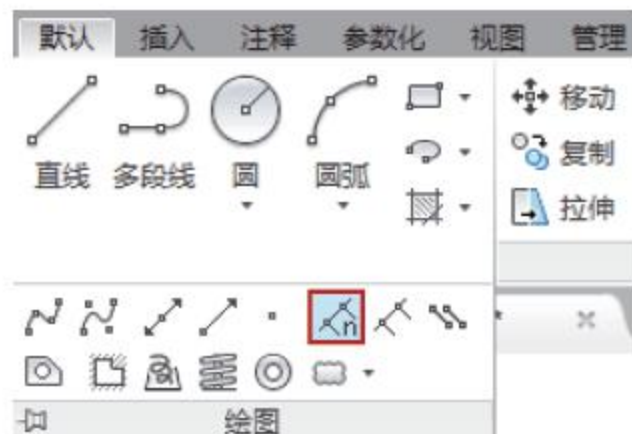 默认 插入 注释 参数化 视图 管理
直线 多段线 圆 圆弧
移动
复制
拉伸
n
绘图